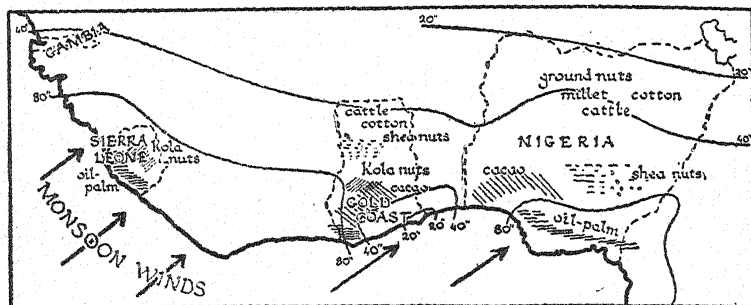 20"
40"
GAMBIA
20"
ground nuts
millet cotton
cattle
80"
cattle
cotton
shea nuts
40"
SIERRA
LEONE
Kola
nuts
NIGERIA
oil-
palm
Kola nuts
cacao
cacao
shea nuts
GOLD
COAST
oil-palm
20"
20"
40"
80"
40"
80"
MONSOON WINDS